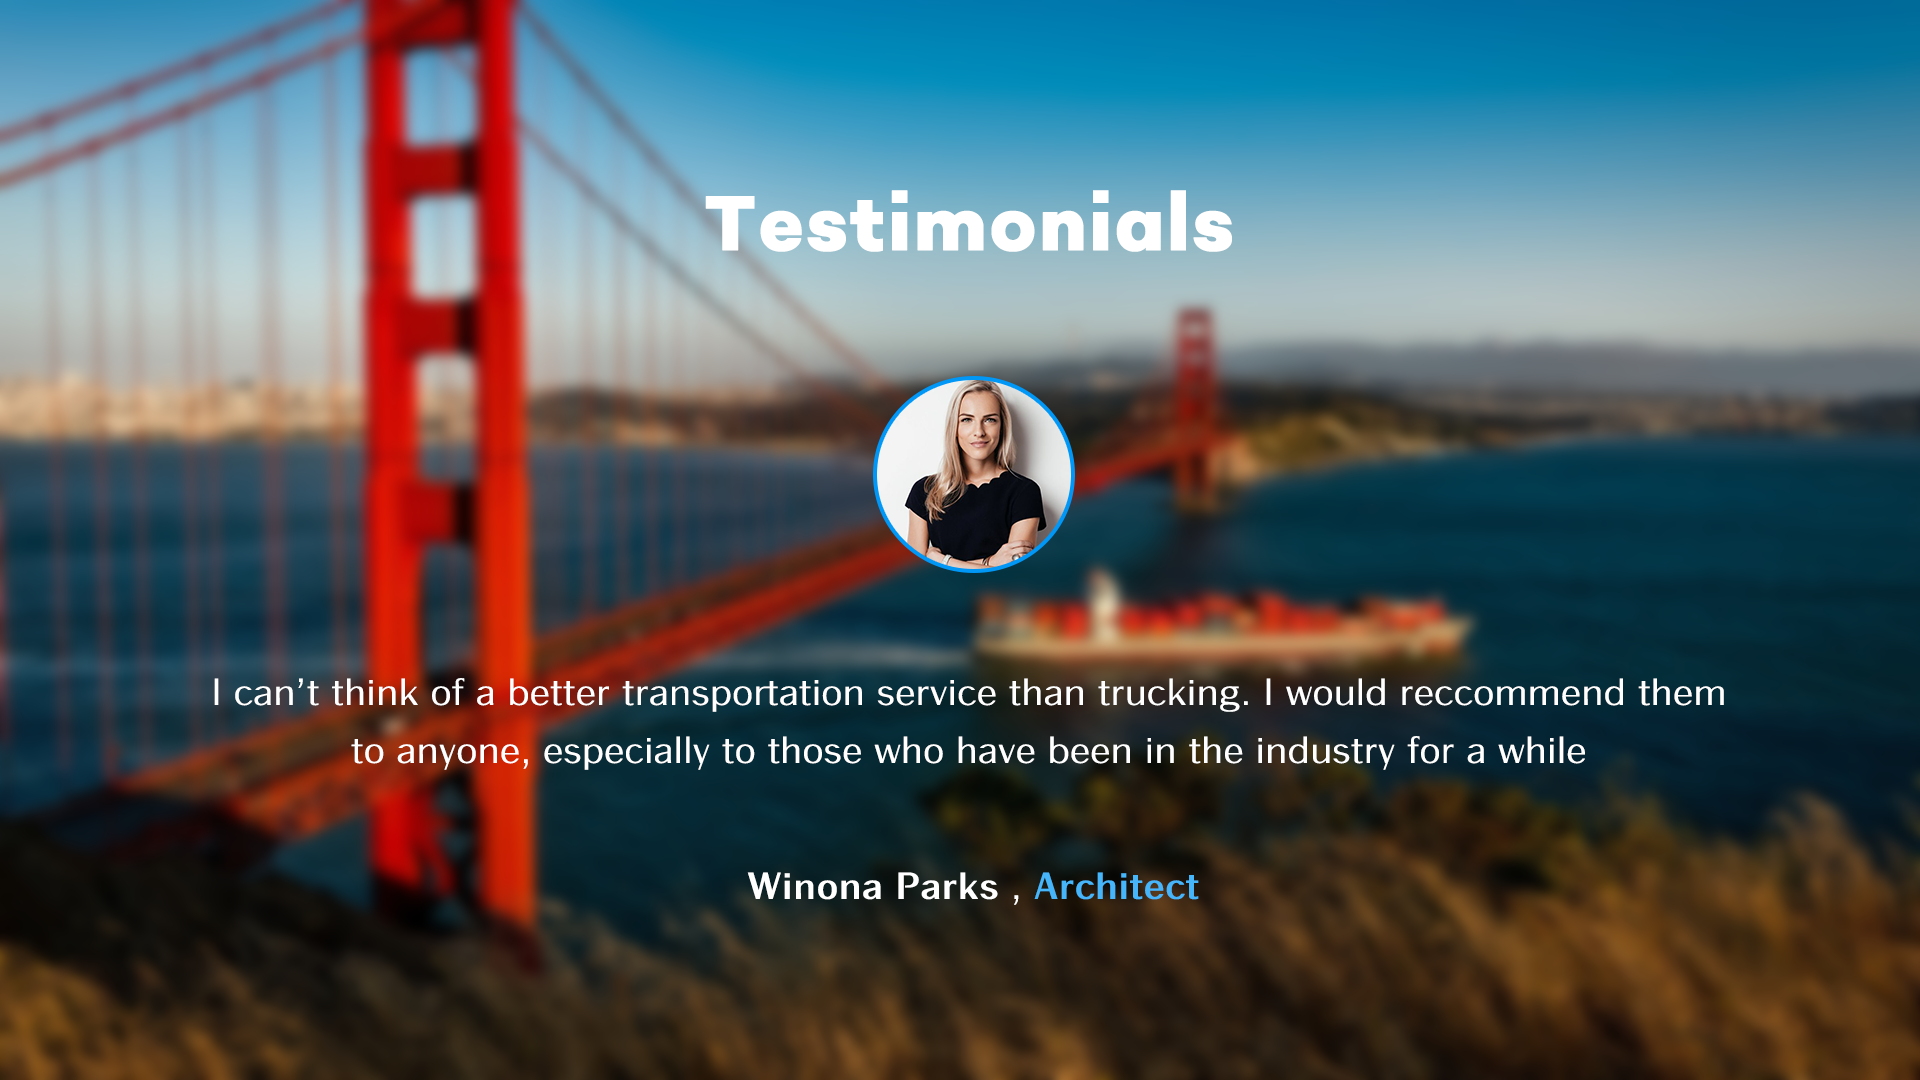 Testimonials
I can’t think of a better transportation service than trucking. I would reccommend them
to anyone, especially to those who have been in the industry for a while
Winona Parks , Architect